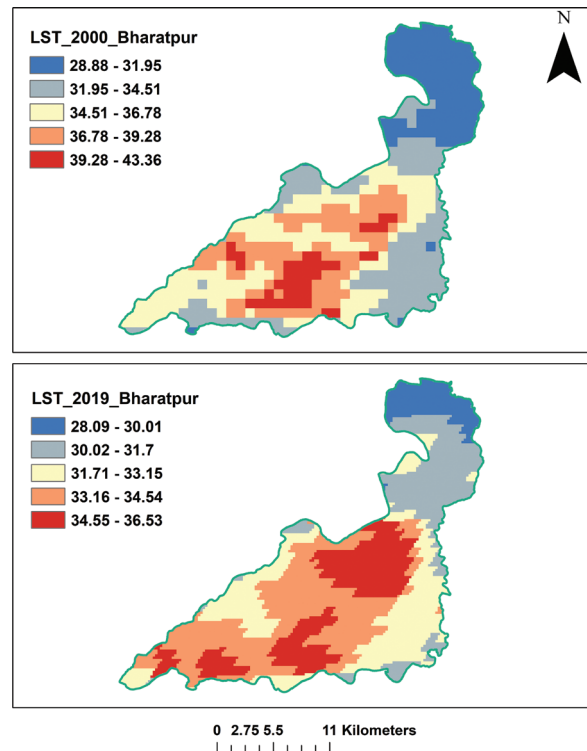 LST_2000_Bharatpur
N
28.88 - 31.95
31.95 - 34.51
34.51 - 36.78
36.78 - 39.28
39.28 - 43.36
LST_2019_Bharatpur
28.09 - 30.01
30.02 - 31.7
31.71 - 33.15
33.16 - 34.54
34.55 - 36.53
0 2.75 5.5 11 Kilometers